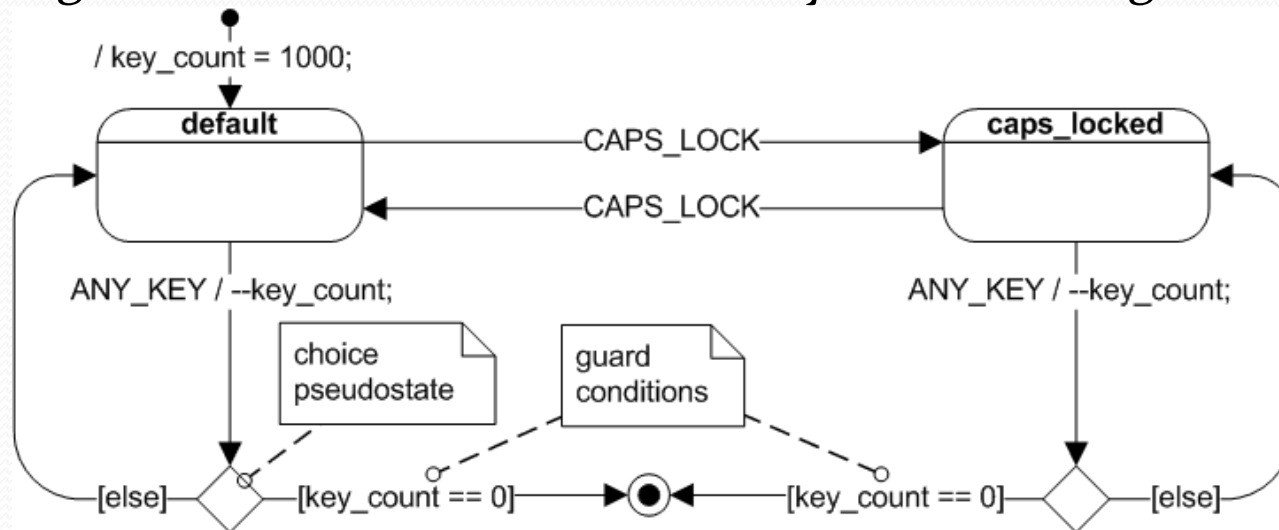 / key_count = 1000;
default
caps_locked
CAPS_LOCK
CAPS_LOCK
ANY_KEY / --key_count;
ANY_KEY / --key_count;
choice
pseudostate
guard
conditions
[else]
[key_count == 0]
[key_count == 0]
[else]